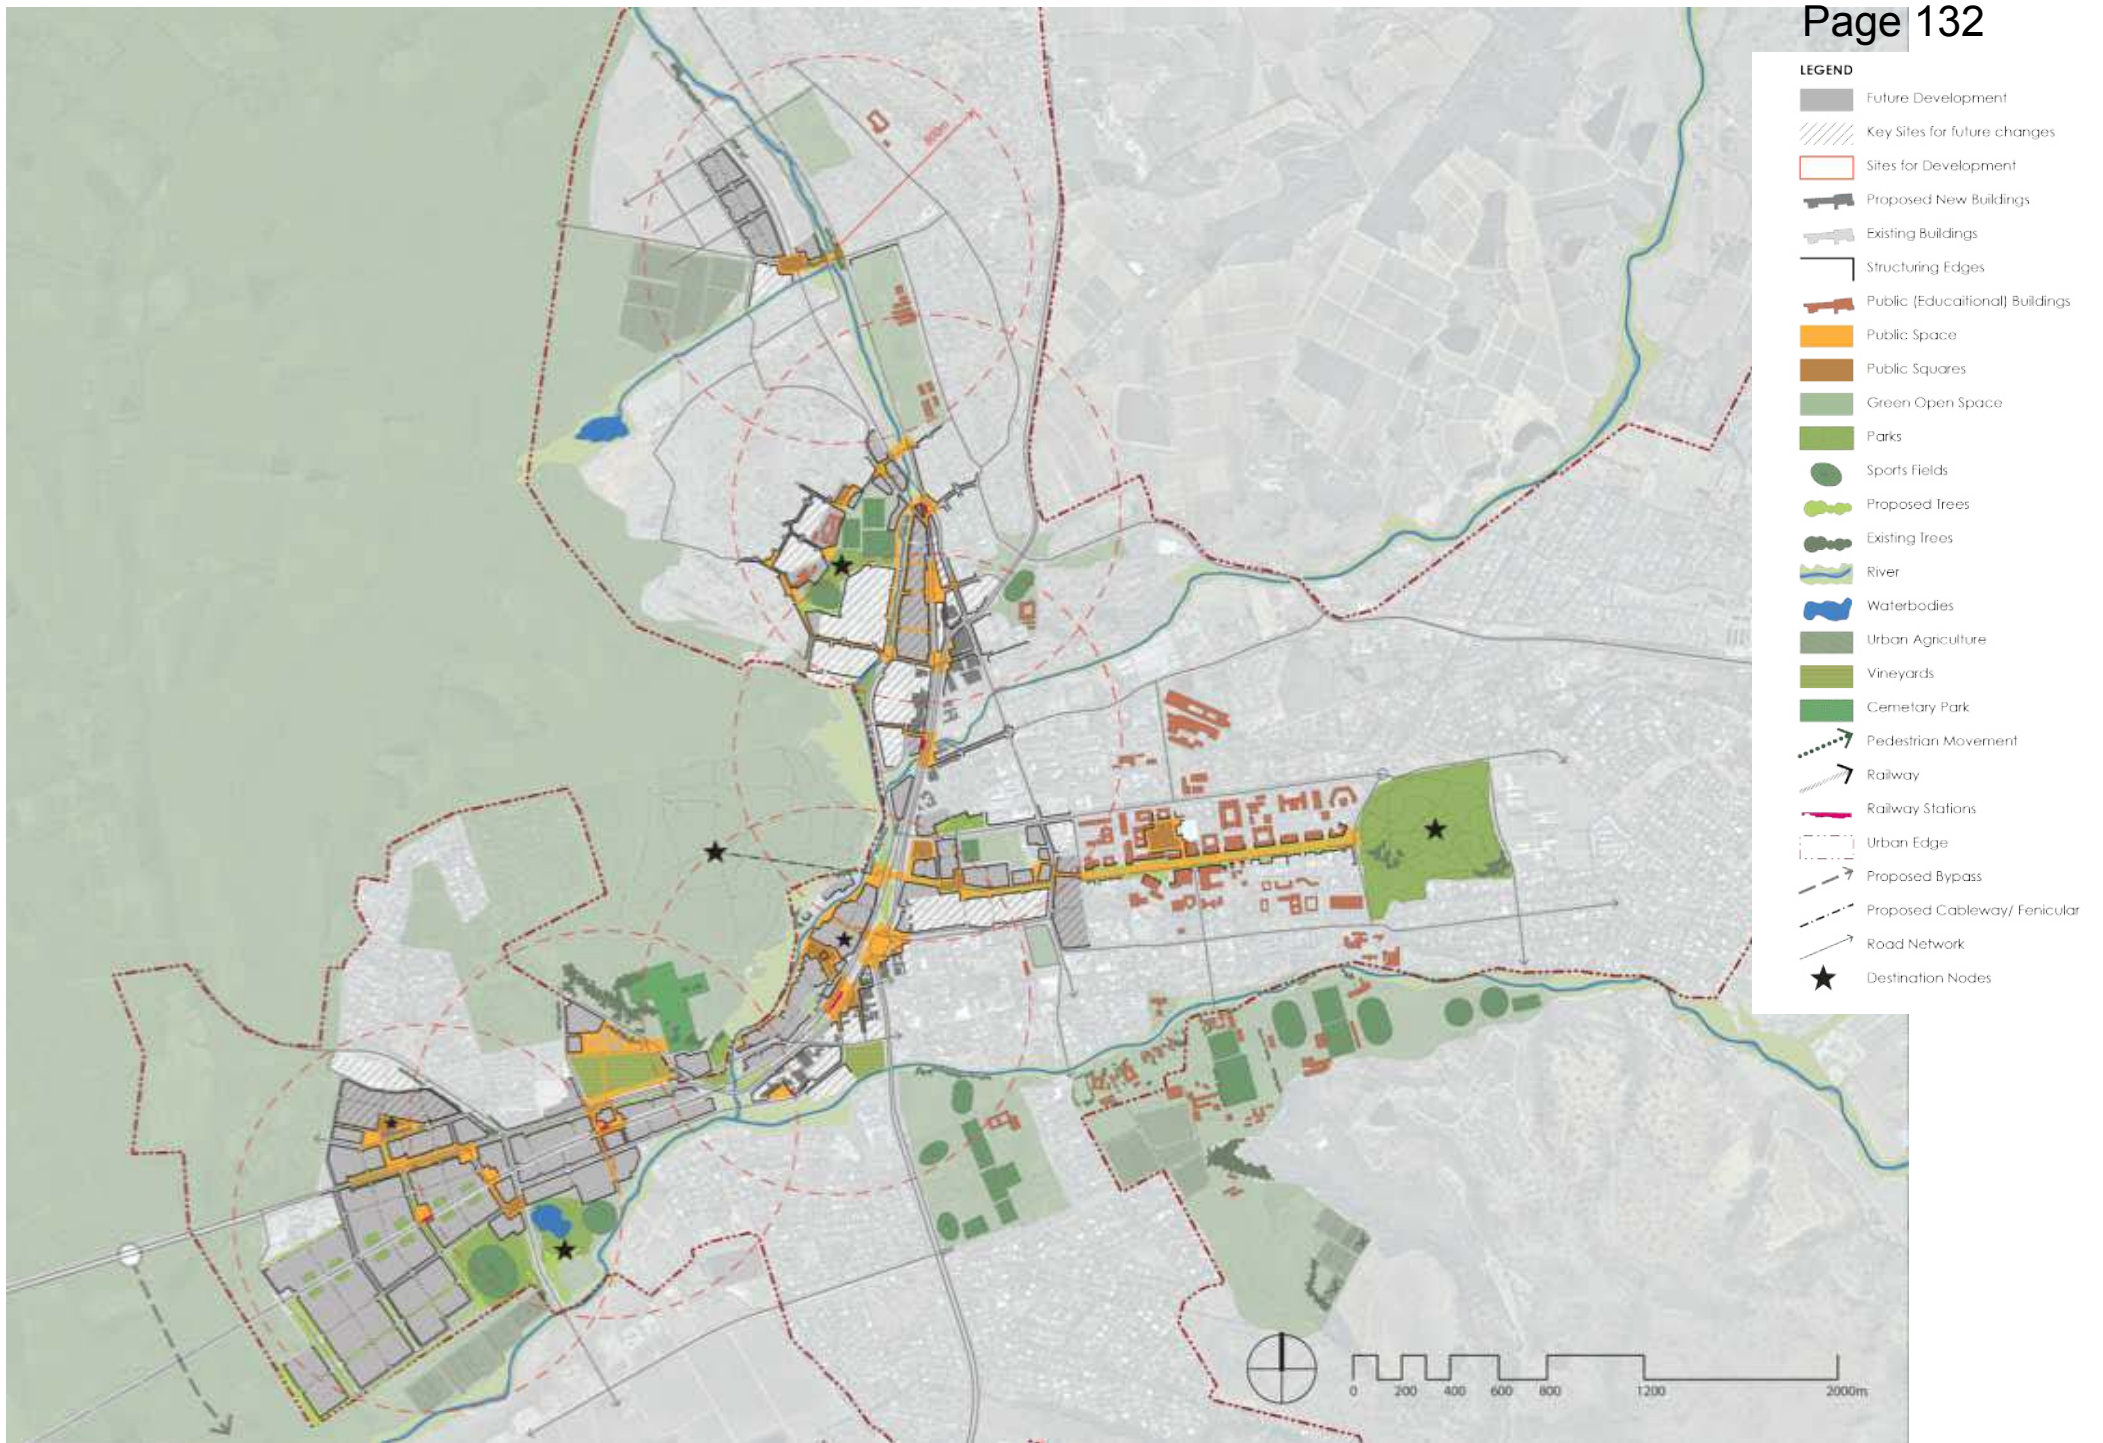 Page 132
LEGEND
Future Development
Key Sites for future changes
Sites for Development
Proposed New Buildings
Existing Buildings
Structuring Edges
Public (Educaitional) Buildings
Public Space
Public Squares
Green Open Space
Parks
Sports Fields
Proposed Trees
Existing Trees
River
Waterbodies
Urban Agriculture
Vineyards
Cemetary Park
Pedestrian Movement
Railway
Railway Stations
Urban Edge
Proposed Bypass
Proposed Cableway/ Fenicular
Road Network
Destination Nodes
800m
0 200 400 600 800 1200 2000m